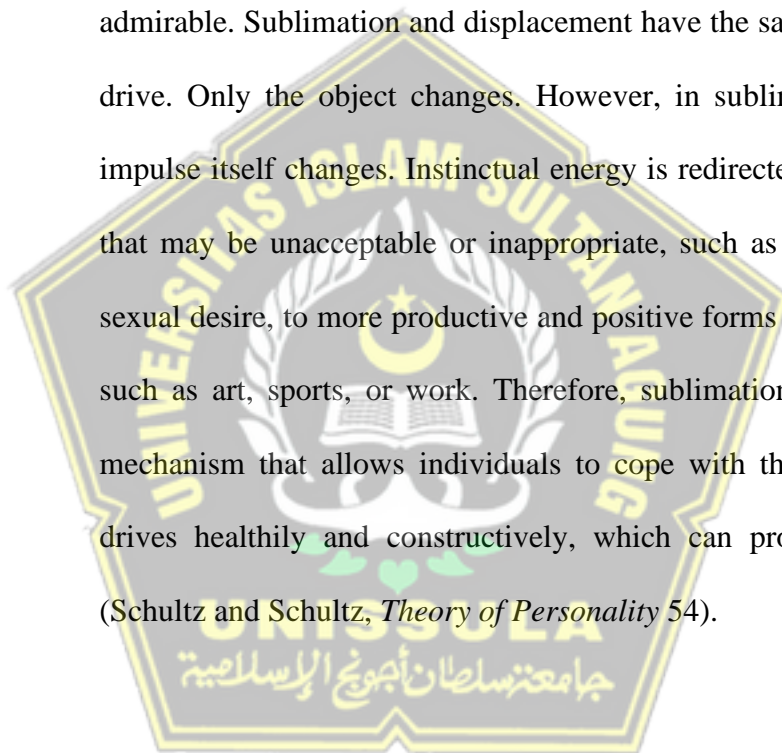 admirable. Sublimation and displacement have the sa
drive. Only the object changes. However, in sublim
impulse itself changes. Instinctual energy is redirecte
that may be unacceptable or inappropriate, such as
sexual desire, to more productive and positive forms
such as art, sports, or work. Therefore, sublimation
mechanism that allows individuals to cope with th
drives healthily and constructively, which can pro
(Schultz and Schultz, Theory of Personality 54).
UNIVERSITAS ISLAM SULTAN AGUNG
UNISSULA
جامعنسلطان أجونج الإسلامية